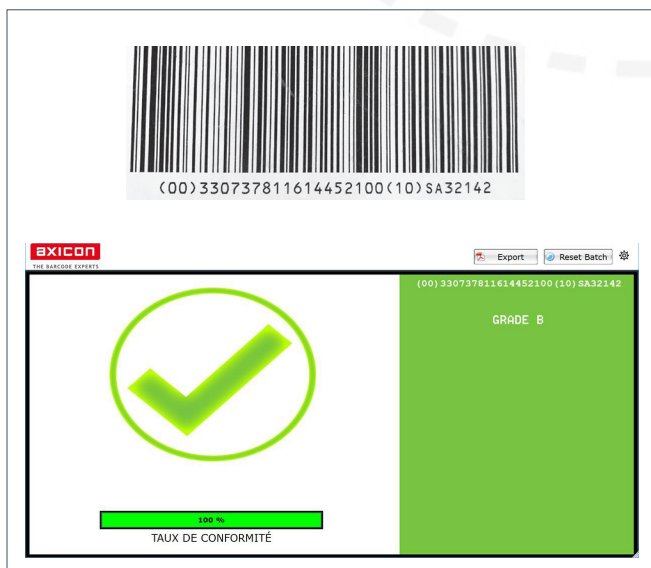 (00)330737811614452100(10)SA32142
axicon
THE BARCODE EXPERTS
Export
Reset Batch
(00)330737811614452100(10)SA32142
GRADE B
100 %
TAUX DE CONFORMITÉ